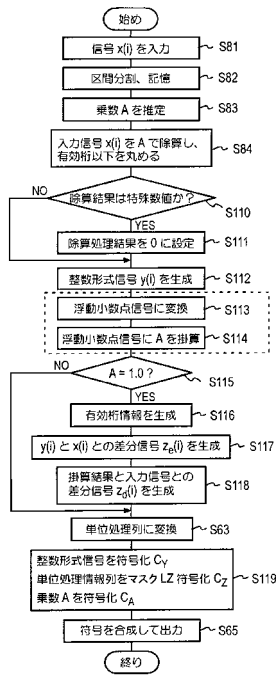 始め
信号 x(i) を入力 S81
区間分割、記憶 S82
乗数 A を推定 S83
入力信号 x(i) を A で除算し、
有効桁以下を丸める S84
NO 除算結果は特殊数値か？ S110
YES
除算処理結果を 0 に設定 S111
整数形式信号 y(i) を生成 S112
浮動小数点信号に変換 S113
浮動小数点信号に A を掛算 S114
NO A = 1.0 ? S115
YES
有効桁情報を生成 S116
y(i) と x(i) との差分信号 ze(i) を生成 S117
掛算結果と入力信号との
差分信号 zd(i) を生成 S118
単位処理列に変換 S63
整数形式信号を符号化 CY
単位処理情報列をマスク LZ 符号化 CZ S119
乗数 A を符号化 CA
符号を合成して出力 S65
終り